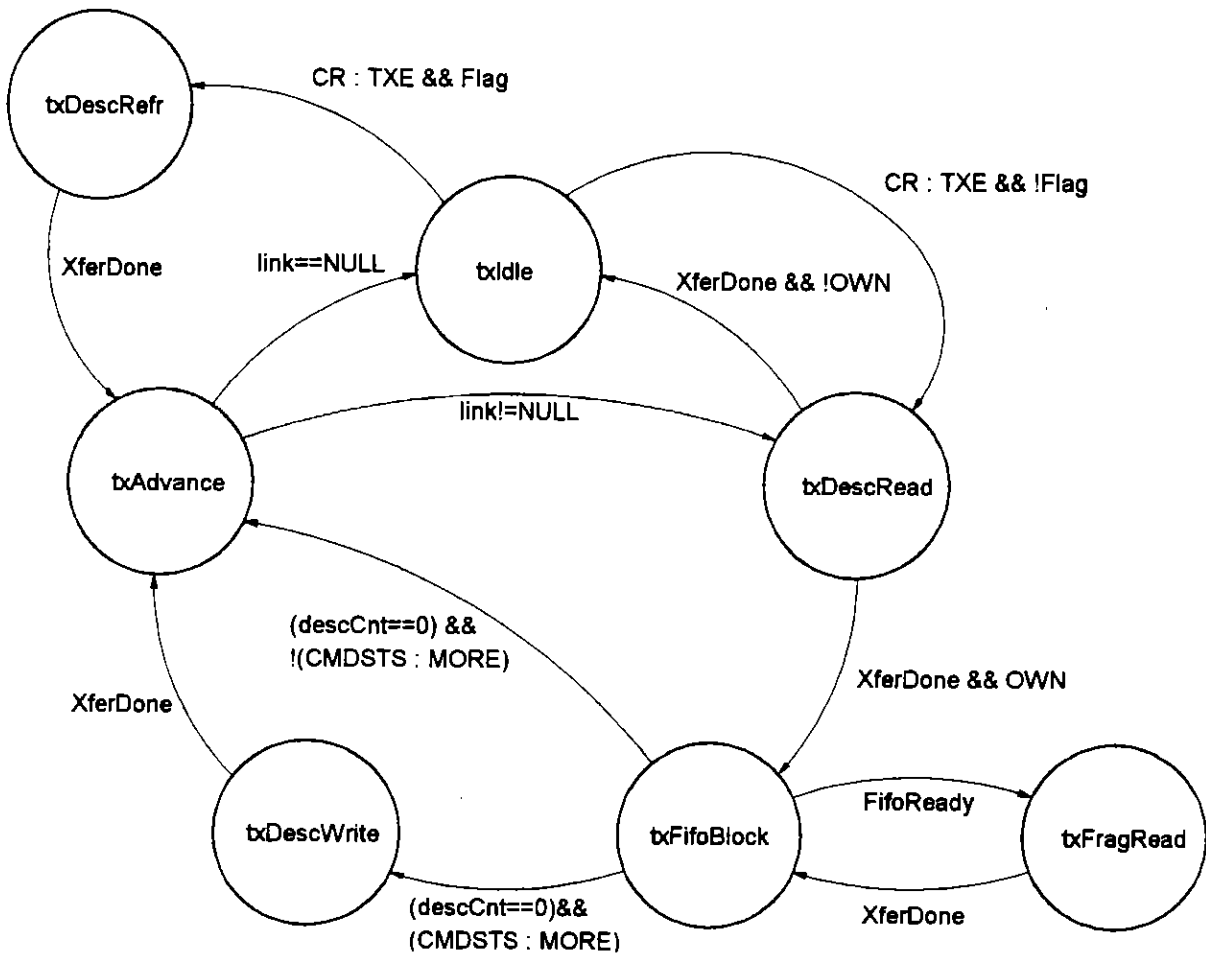 CR : TXE && Flag
txDescRefr
CR : TXE && !Flag
XferDone
link==NULL
txIdle
XferDone && !OWN
link!=NULL
txAdvance
txDescRead
(descCnt==0) &&
!(CMDSTS : MORE)
XferDone && OWN
XferDone
FifoReady
txDescWrite
txFifoBlock
txFragRead
(descCnt==0)&&
(CMDSTS : MORE)
XferDone